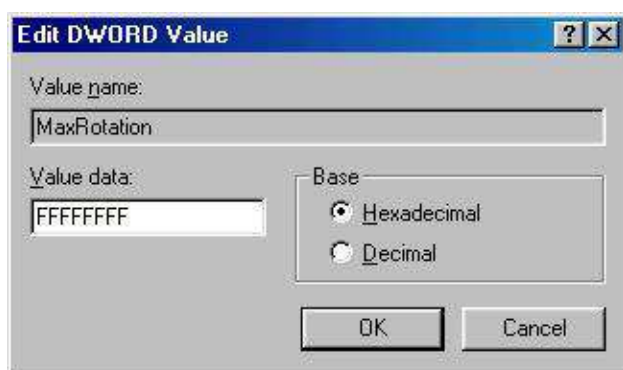 Edit DWORD Value
Value name:
MaxRotation
Value data:
FFFFFFFF
Base
Hexadecimal
Decimal
OK Cancel